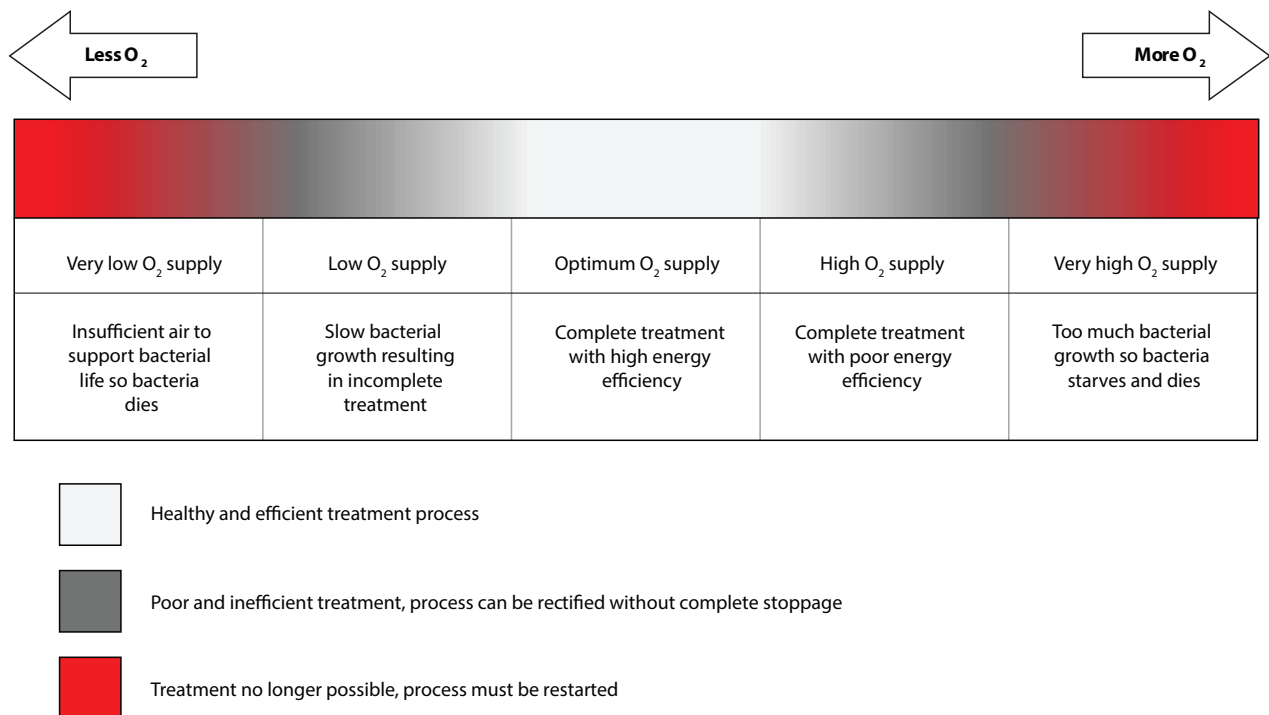 Less O₂
More O₂
Very low O₂ supply
Low O₂ supply
Optimum O₂ supply
High O₂ supply
Very high O₂ supply
Insufficient air to
support bacterial
life so bacteria
dies
Slow bacterial
growth resulting
in incomplete
treatment
Complete treatment
with high energy
efficiency
Complete treatment
with poor energy
efficiency
Too much bacterial
growth so bacteria
starves and dies
Healthy and efficient treatment process
Poor and inefficient treatment, process can be rectified without complete stoppage
Treatment no longer possible, process must be restarted